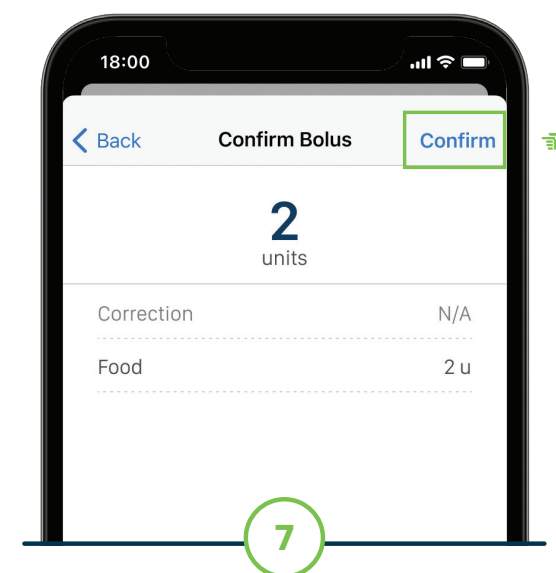 18:00
Back Confirm Bolus Confirm
2
units
Correction N/A
Food 2 u
7